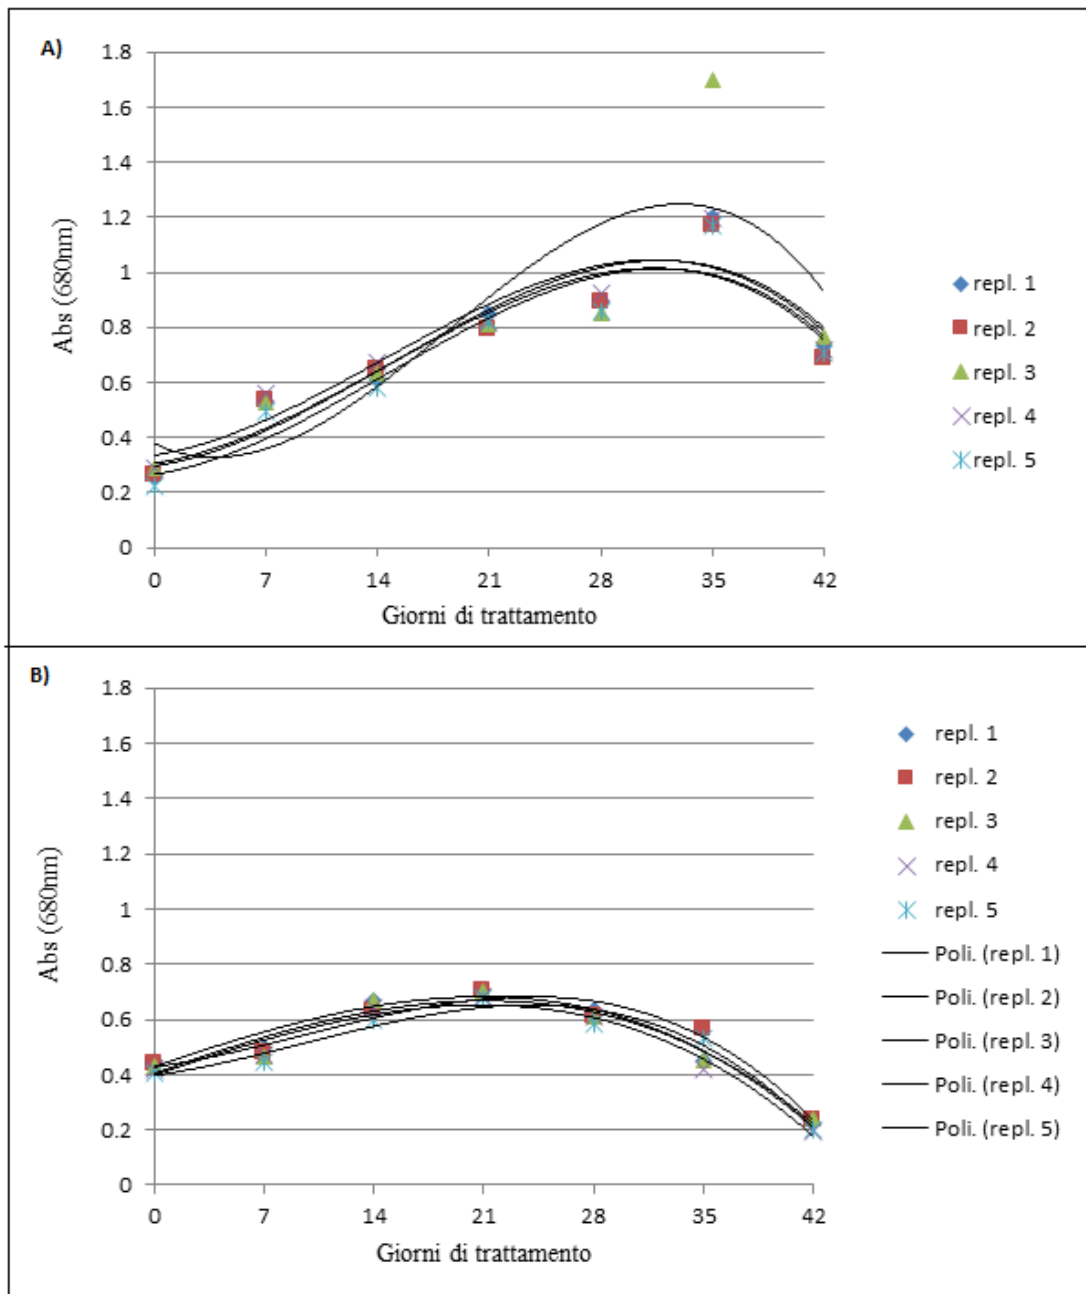 A)
1.8
1.6
1.4
1.2
1
0.8
0.6
0.4
0.2
0
Abs (680nm)
0 7 14 21 28 35 42
Giorni di trattamento
repl. 1
repl. 2
repl. 3
repl. 4
repl. 5
B)
1.8
1.6
1.4
1.2
1
0.8
0.6
0.4
0.2
0
Abs (680nm)
0 7 14 21 28 35 42
Giorni di trattamento
repl. 1
repl. 2
repl. 3
repl. 4
repl. 5
Poli. (repl. 1)
Poli. (repl. 2)
Poli. (repl. 3)
Poli. (repl. 4)
Poli. (repl. 5)